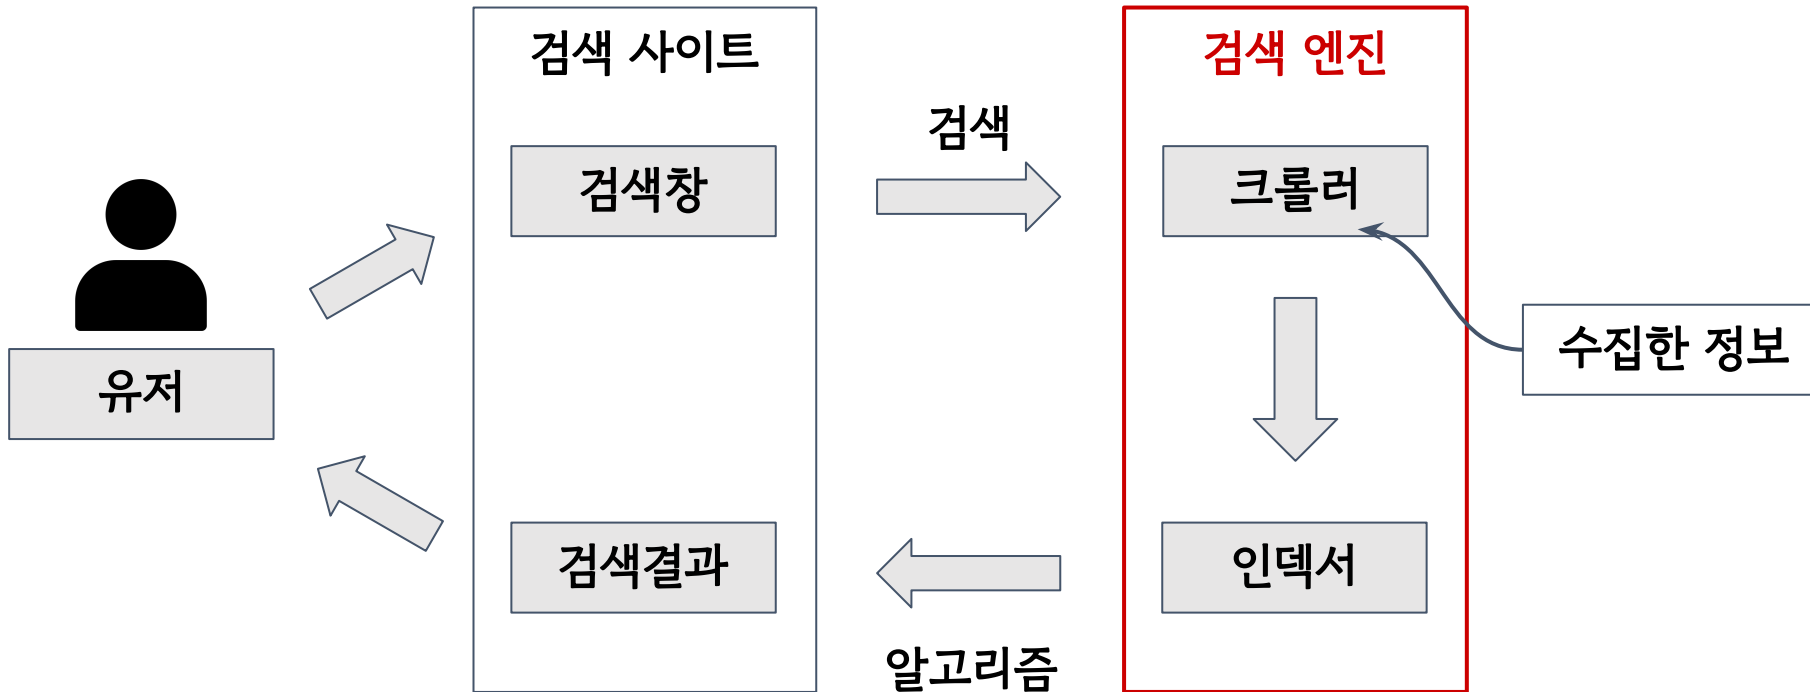 검색 사이트
검색 엔진
검색
검색창
크롤러
수집한 정보
유저
검색결과
인덱서
알고리즘